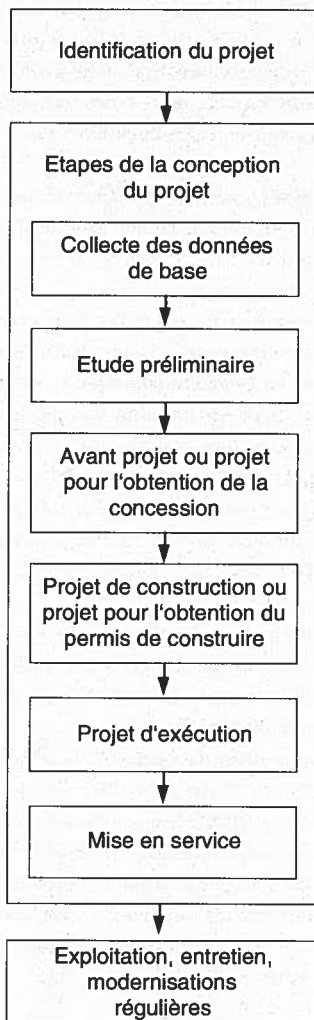 Identification du projet
Etapes de la conception
du projet
Collecte des données
de base
Etude préliminaire
Avant projet ou projet
pour l'obtention de la
concession
Projet de construction ou
projet pour l'obtention du
permis de construire
Projet d'exécution
Mise en service
Exploitation, entretien,
modernisations
régulières